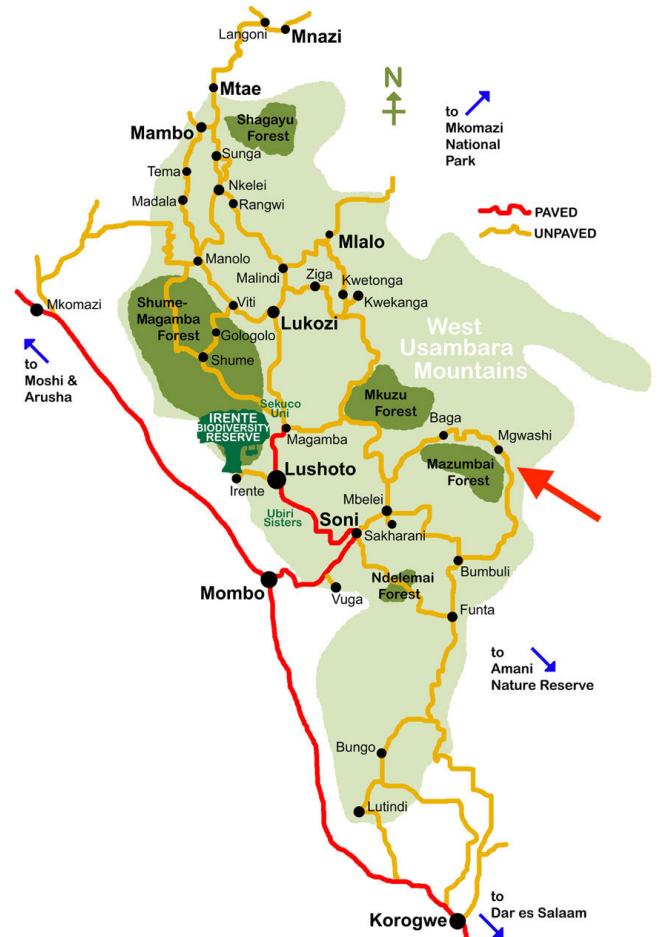 Langoni
Mnazi
Mtae
N
to
Mkomazi
National
Park
Shagayu
Forest
Mambo
Sunga
Tema
Nkelei
Madala
Rangwi
PAVED
UNPAVED
Mlalo
Manolo
Malindi
Ziga
Kwetonga
Kwekanga
Mkomazi
Shume-
Magamba
Forest
Viti
Lukozi
Gologolo
Shume
West
Usambara
Mountains
to
Moshi &
Arusha
Mkuzu
Forest
Sekuco
Uni
IRENTE
BIODIVERSITY
RESERVE
Magamba
Baga
Mgwashi
Mazumbai
Forest
Lushoto
Irente
Mbelei
Ubiri
Sisters
Soni
Sakharani
Bumbuli
Mombo
Vuga
Ndelemai
Forest
Funta
to
Amani
Nature Reserve
Bungo
Lutindi
to
Dar es Salaam
Korogwe